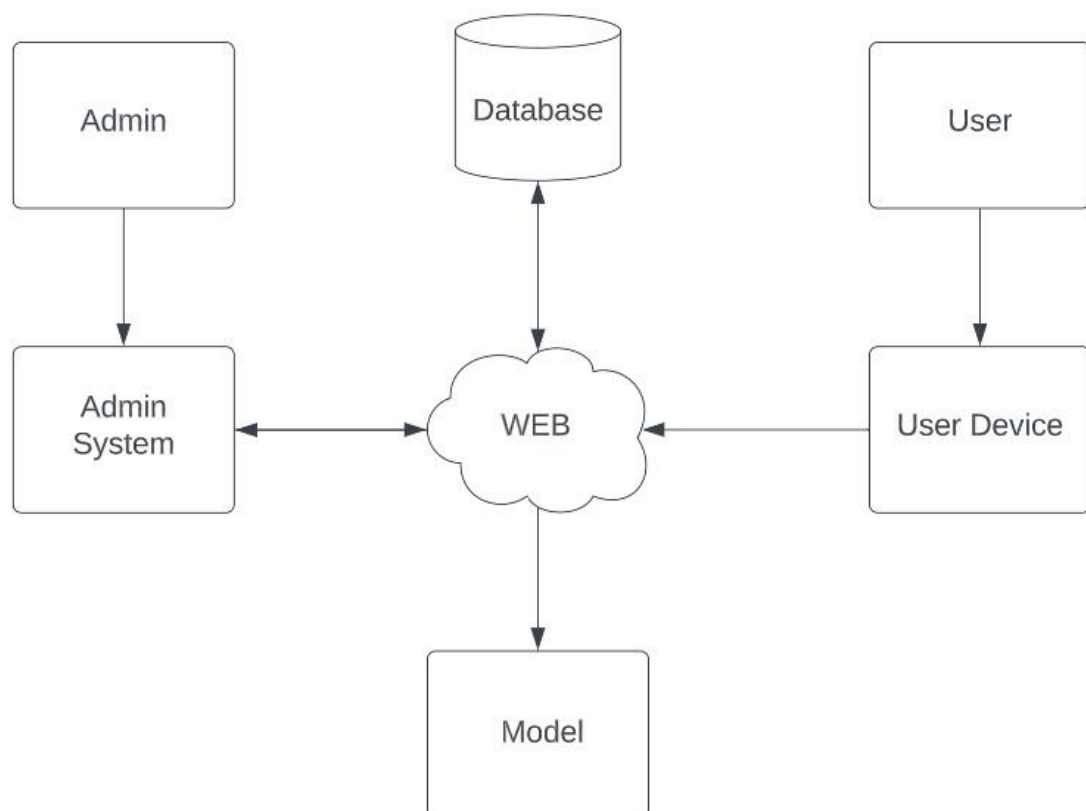 Admin
Database
User
Admin
System
WEB
User Device
Model